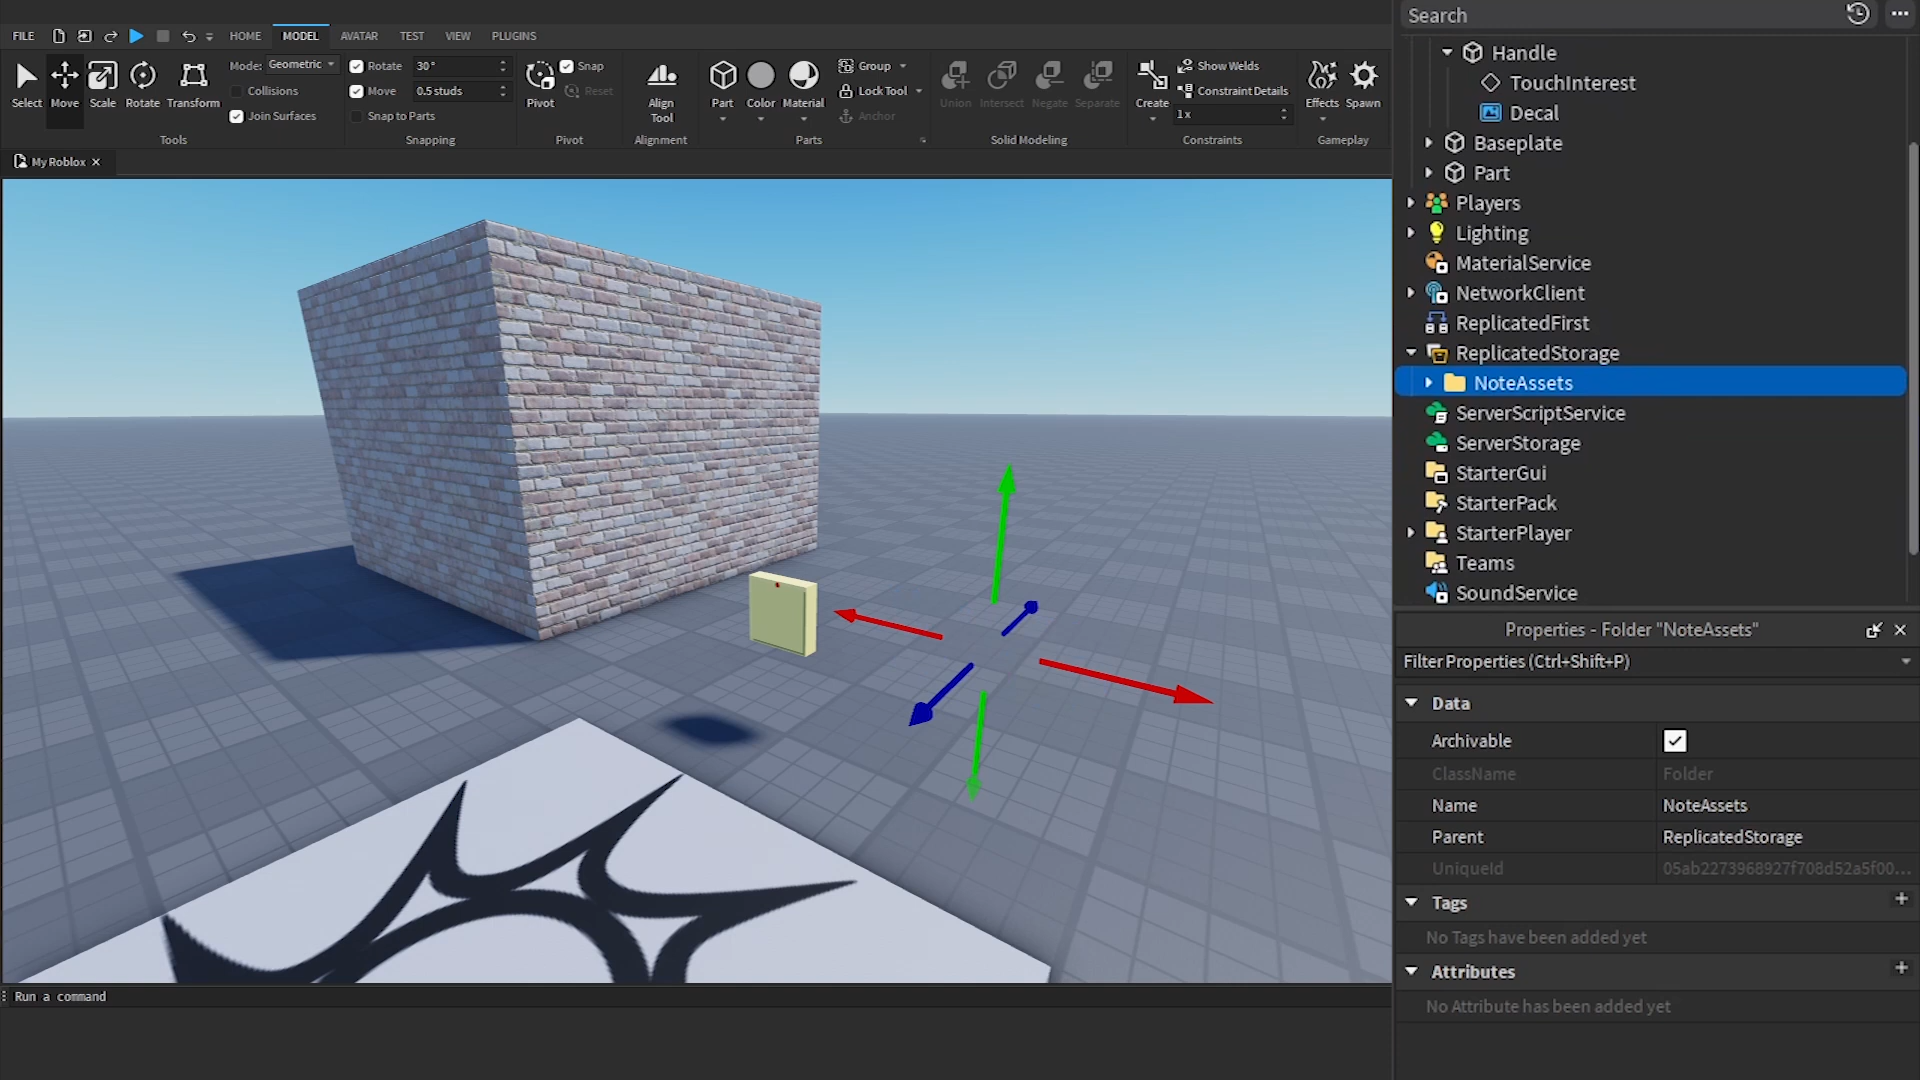 FILE HOME MODEL AVATAR TEST VIEW PLUGINS
Select Move Scale Rotate Transform
Mode: Geometric
Collisions
Join Surfaces
Tools
Rotate 30°
Move 0.5 studs
Snap to Parts
Snapping
Pivot
Snap
Reset
Pivot
Align
Tool
Alignment
Part Color Material
Group
Lock Tool
Anchor
Parts
Union Intersect Negate Separate
Solid Modeling
Create
Show Welds
Constraint Details
1x
Constraints
Effects Spawn
Gameplay
My Roblox
Run a command
Search
Handle
TouchInterest
Decal
Baseplate
Part
Players
Lighting
MaterialService
NetworkClient
ReplicatedFirst
ReplicatedStorage
NoteAssets
ServerScriptService
ServerStorage
StarterGui
StarterPack
StarterPlayer
Teams
SoundService
Properties - Folder "NoteAssets"
Filter Properties (Ctrl+Shift+P)
Data
Archivable
ClassName Folder
Name NoteAssets
Parent ReplicatedStorage
UniqueId 05ab2273968927f708d52a5f00...
Tags
No Tags have been added yet
Attributes
No Attribute has been added yet